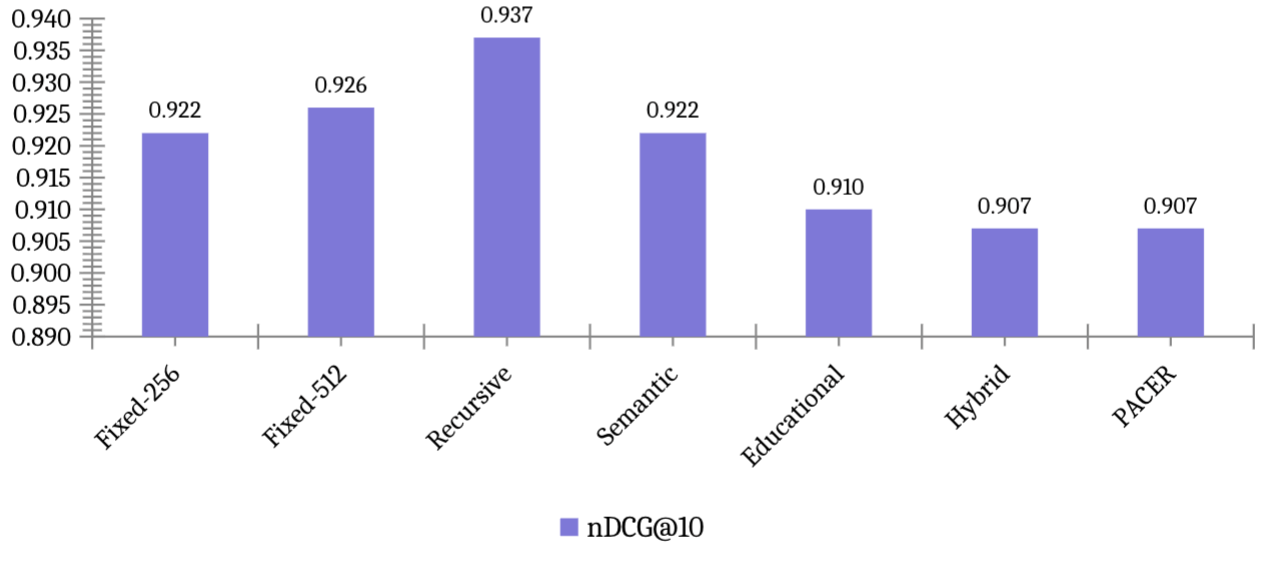 0.940
0.935
0.930
0.925
0.920
0.915
0.910
0.905
0.900
0.895
0.890
0.922
0.926
0.937
0.922
0.910
0.907
0.907
Fixed-256
Fixed-512
Recursive
Semantic
Educational
Hybrid
PACER
nDCG@10